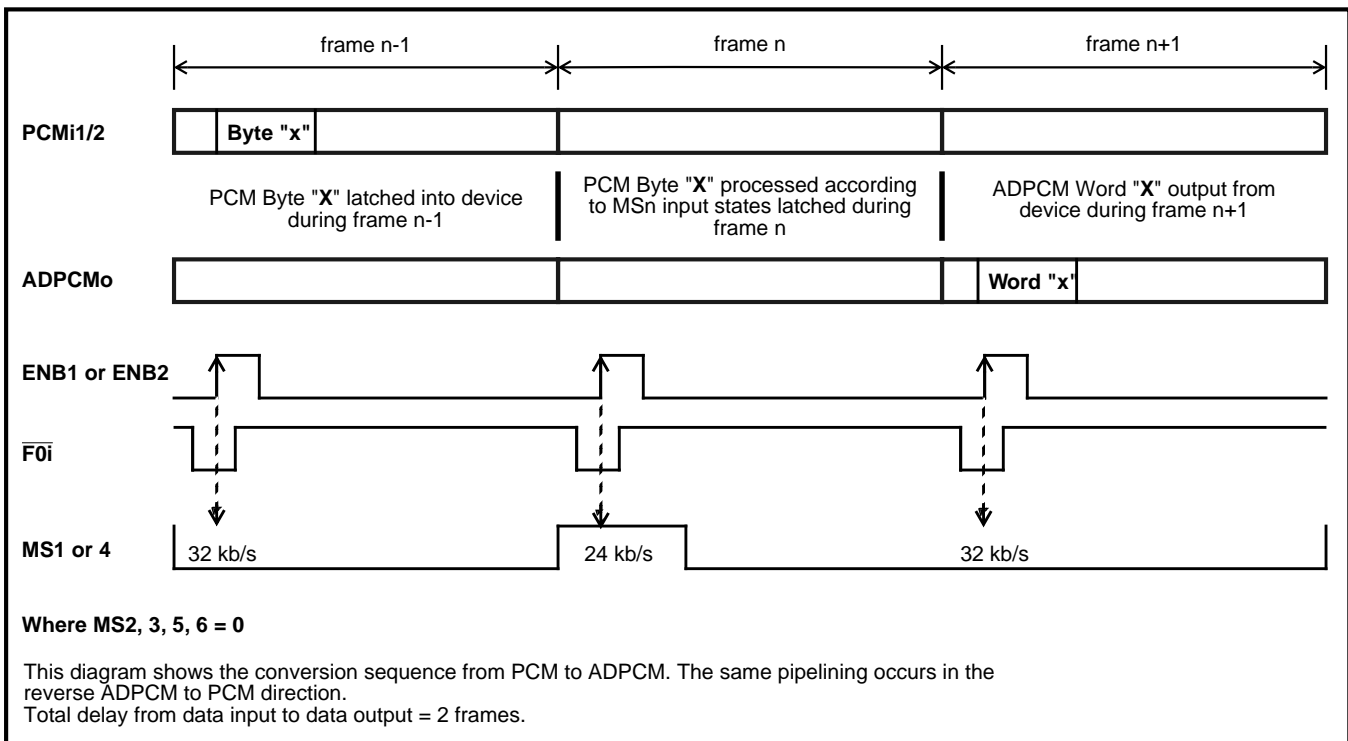 frame n-1
frame n
frame n+1
PCMi1/2
Byte "x"
PCM Byte "X" latched into device
during frame n-1
PCM Byte "X" processed according
to MSn input states latched during
frame n
ADPCM Word "X" output from
device during frame n+1
ADPCMo
Word "x"
ENB1 or ENB2
F0i
MS1 or 4
32 kb/s
24 kb/s
32 kb/s
Where MS2, 3, 5, 6 = 0
This diagram shows the conversion sequence from PCM to ADPCM. The same pipelining occurs in the
reverse ADPCM to PCM direction.
Total delay from data input to data output = 2 frames.